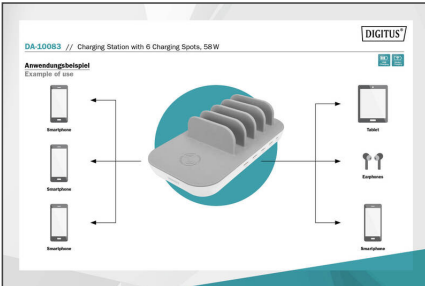 DIGITUS®
DA-10083 // Charging Station with 6 Charging Spots, 58 W
Anwendungsbeispiel
Example of use
Smartphone
Smartphone
Smartphone
Tablet
Earphones
Smartphone